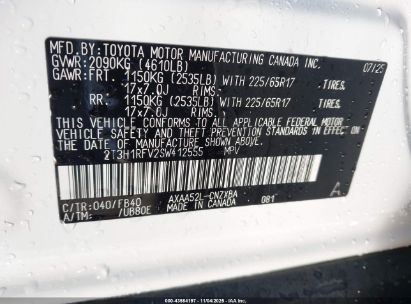 MFD.BY:TOYOTA MOTOR MANUFACTURING CANADA INC. 07/25
GVWR: 2090KG (4610LB)
GAWR: FRT. 1150KG (2535LB) WITH 225/65R17 TIRES,
17x7.0J RIMS,
RR. 1150KG (2535LB) WITH 225/65R17 TIRES,
17x7.0J RIMS,
THIS VEHICLE CONFORMS TO ALL APPLICABLE FEDERAL MOTOR
VEHICLE SAFETY AND THEFT PREVENTION STANDARDS IN EFFECT
ON THE DATE OF MANUFACTURE SHOWN ABOVE.
2T3H1RFV2SW412555 MPV
C/TR:040/FB40 AXAA52L-CNZXBA A
A/TM: /UB80E MADE IN CANADA 081
000-43564197 - 11/04/2025 - IAA